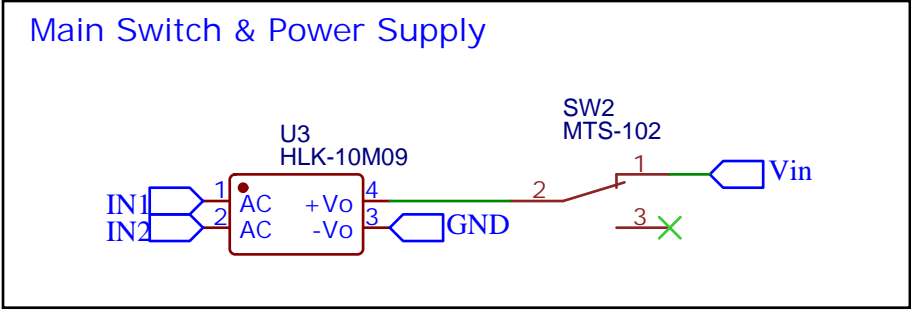 Main Switch & Power Supply
SW2
MTS-102
U3
HLK-10M09
1
Vin
IN1
1
AC
+Vo
4
2
IN2
2
AC
-Vo
3
GND
3